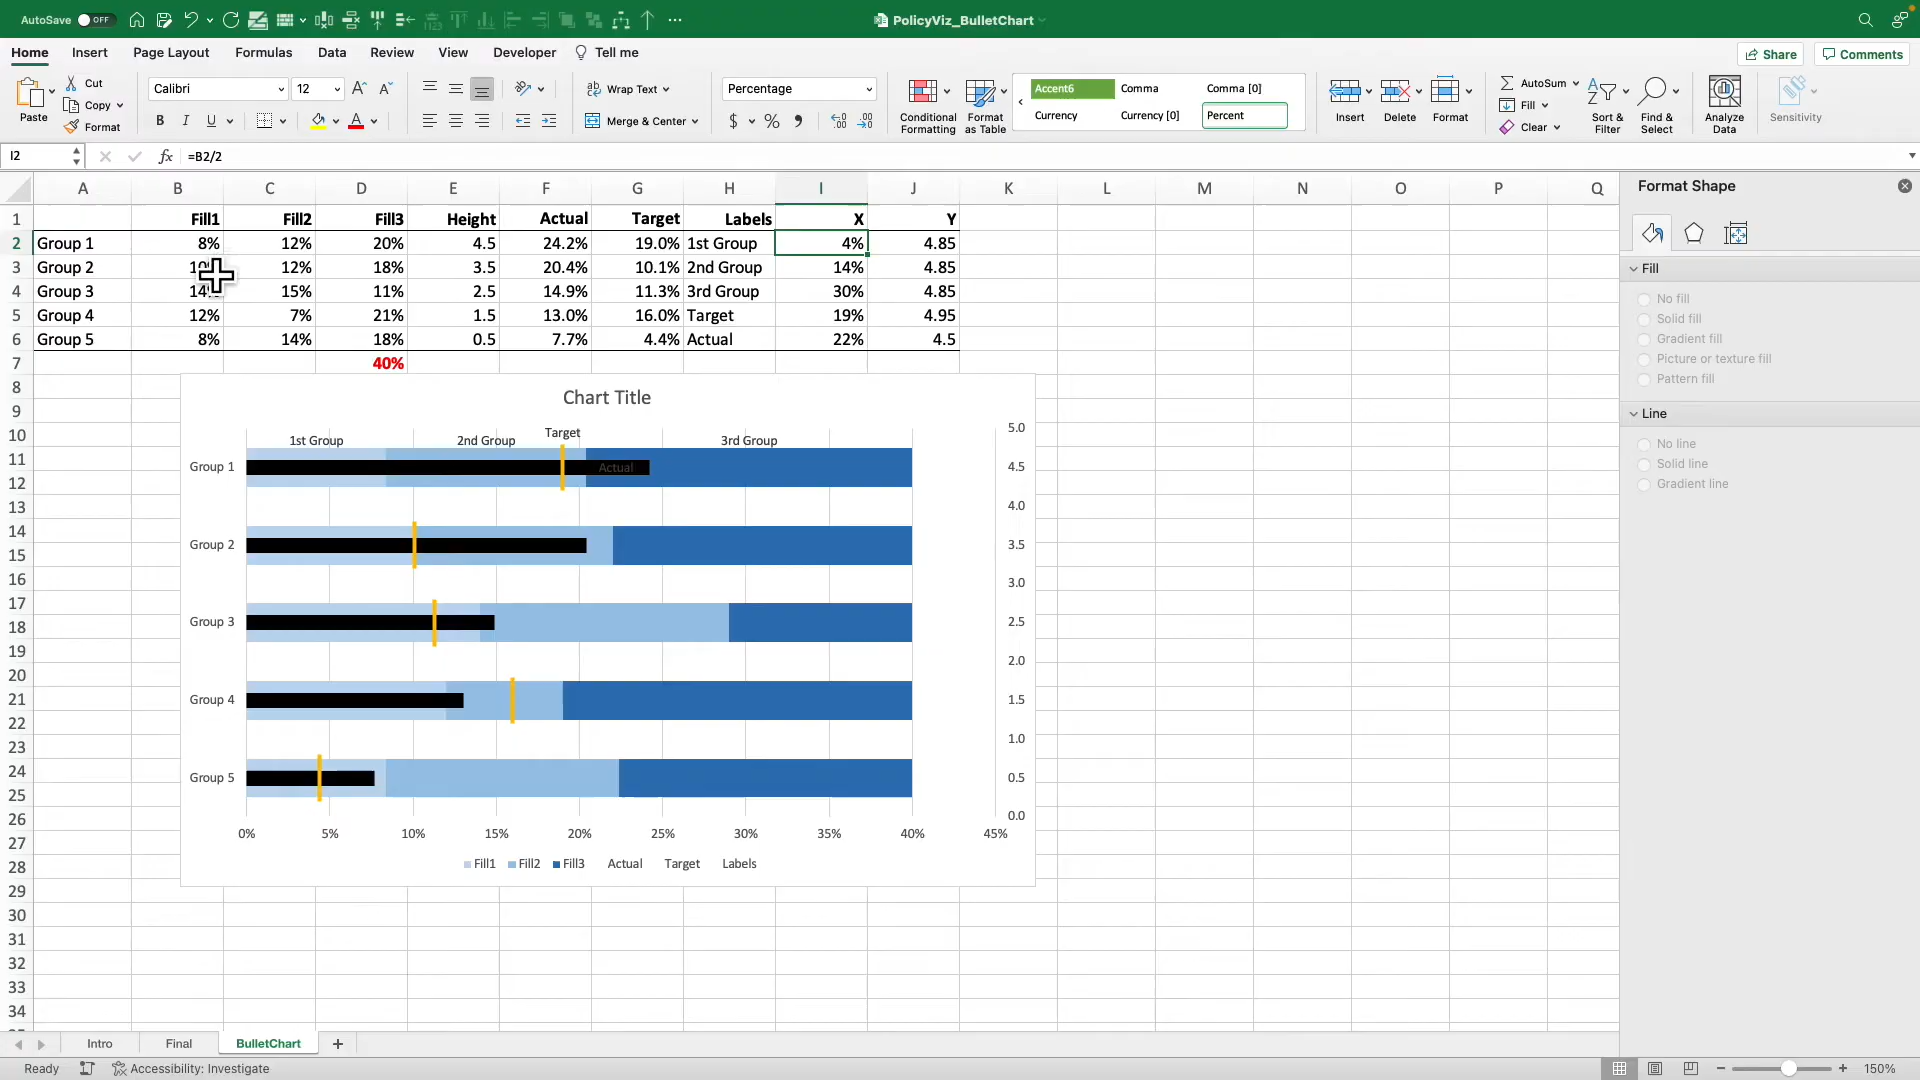 AutoSave OFF PolicyViz_BulletChart
Home Insert Page Layout Formulas Data Review View Developer Tell me Share Comments
Paste Cut Copy Format
Calibri 12
B I U
Wrap Text
Merge & Center
Percentage
$ %
Conditional Formatting
Format as Table
Accent6 Comma Comma [0]
Currency Currency [0] Percent
Insert Delete Format
AutoSum
Fill
Clear
Sort & Filter
Find & Select
Analyze Data
Sensitivity
I2 fx =B2/2
A B C D E F G H I J K L M N O P Q
1 Fill1 Fill2 Fill3 Height Actual Target Labels X Y
2 Group 1 8% 12% 20% 4.5 24.2% 19.0% 1st Group 4% 4.85
3 Group 2 12% 18% 3.5 20.4% 10.1% 2nd Group 14% 4.85
4 Group 3 14% 15% 11% 2.5 14.9% 11.3% 3rd Group 30% 4.85
5 Group 4 12% 7% 21% 1.5 13.0% 16.0% Target 19% 4.95
6 Group 5 8% 14% 18% 0.5 7.7% 4.4% Actual 22% 4.5
7 40%
8
9
10
11
12
13
14
15
16
17
18
19
20
21
22
23
24
25
26
27
28
29
30
31
32
33
34
Chart Title
1st Group 2nd Group Target 3rd Group
Group 1 Actual
Group 2
Group 3
Group 4
Group 5
5.0
4.5
4.0
3.5
3.0
2.5
2.0
1.5
1.0
0.5
0.0
0% 5% 10% 15% 20% 25% 30% 35% 40% 45%
Fill1 Fill2 Fill3 Actual Target Labels
Format Shape
Fill
No fill
Solid fill
Gradient fill
Picture or texture fill
Pattern fill
Line
No line
Solid line
Gradient line
Intro Final BulletChart +
Ready Accessibility: Investigate 150%